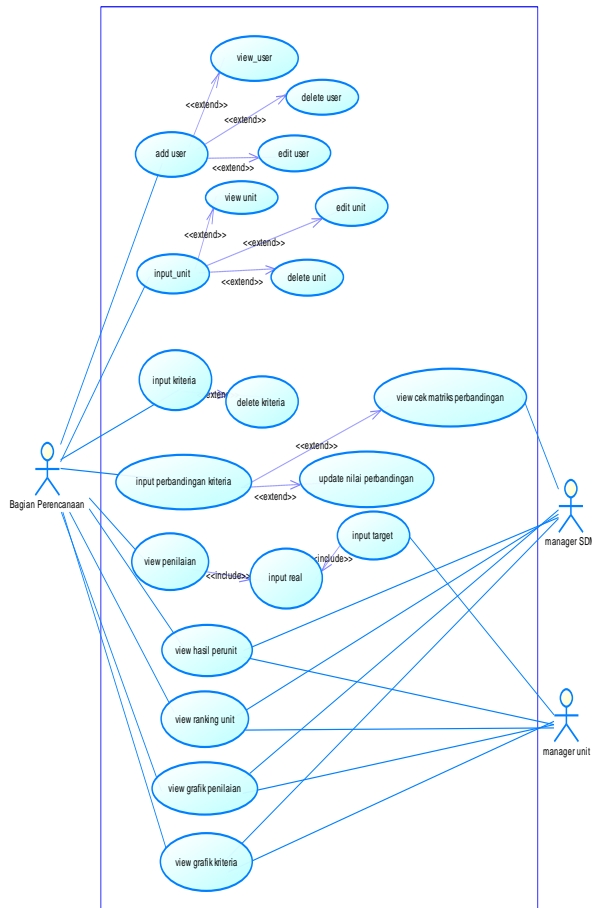 view_user
<<extend>>
delete user
<<extend>>
add user
edit user
<<extend>>
view unit
edit unit
<<extend>>
<<extend>>
input_unit
delete unit
<<extend>>
input kriteria
exten
delete kriteria
view cek matriks perbandingan
<<extend>>
input perbandingan kriteria
update nilai perbandingan
<<extend>>
Bagian Perencanaan
input target
manager SDM
view penilaian
<<include>>
input real
include>>
view hasil perunit
view ranking unit
manager unit
view grafik penilaian
view grafik kriteria